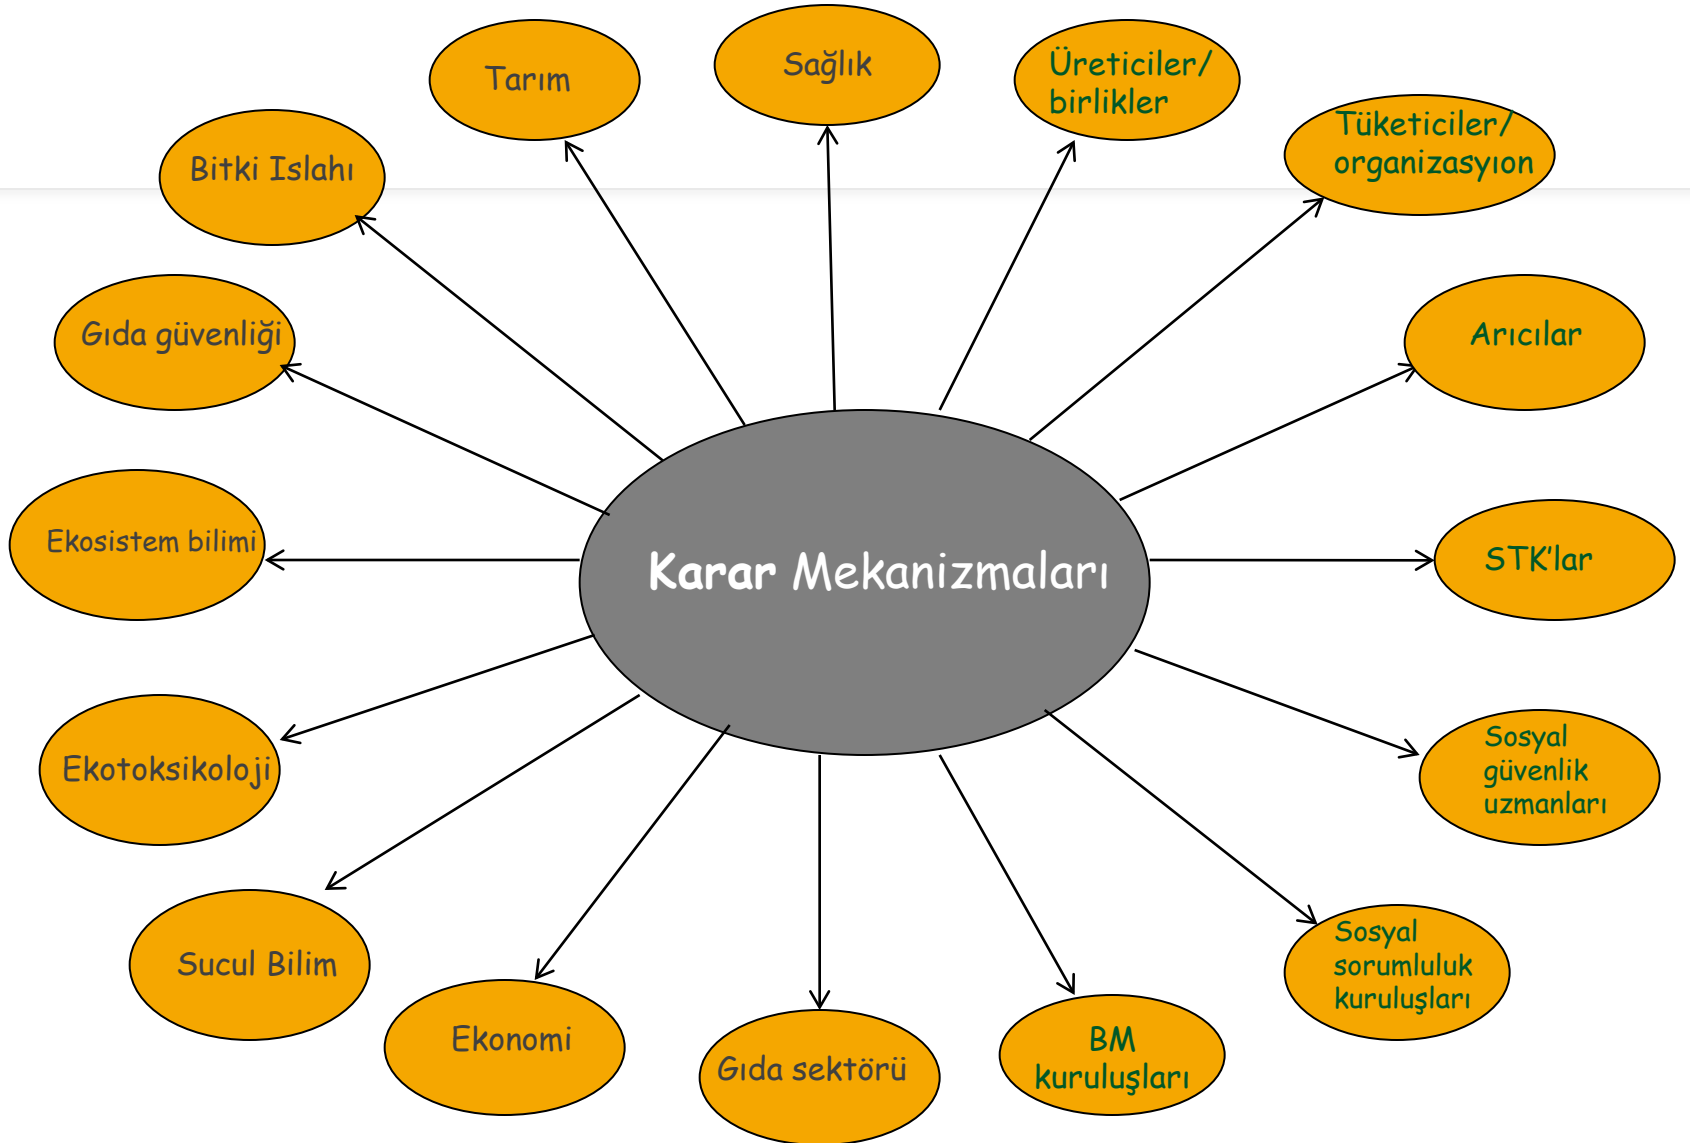 Tarım
Sağlık
Üreticiler/
birlikler
Tüketiciler/
organizasyıon
Bitki Islahı
Gıda güvenliği
Arıcılar
Ekosistem bilimi
Karar Mekanizmaları
STK'lar
Ekotoksikoloji
Sosyal
güvenlik
uzmanları
Sucul Bilim
Sosyal
sorumluluk
kuruluşları
Ekonomi
Gıda sektörü
BM
kuruluşları